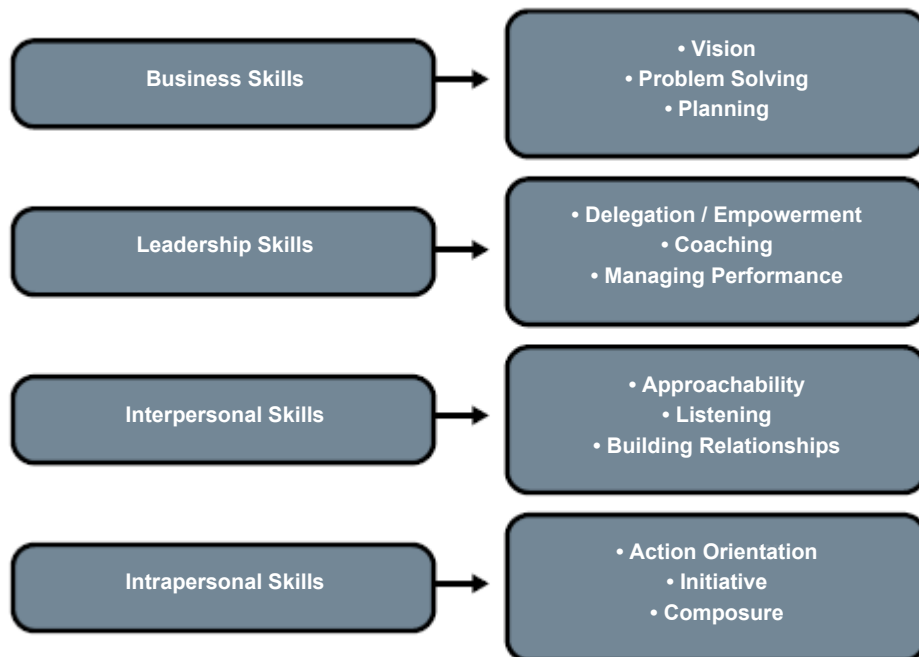 Business Skills
• Vision
• Problem Solving
• Planning
Leadership Skills
• Delegation / Empowerment
• Coaching
• Managing Performance
Interpersonal Skills
• Approachability
• Listening
• Building Relationships
Intrapersonal Skills
• Action Orientation
• Initiative
• Composure